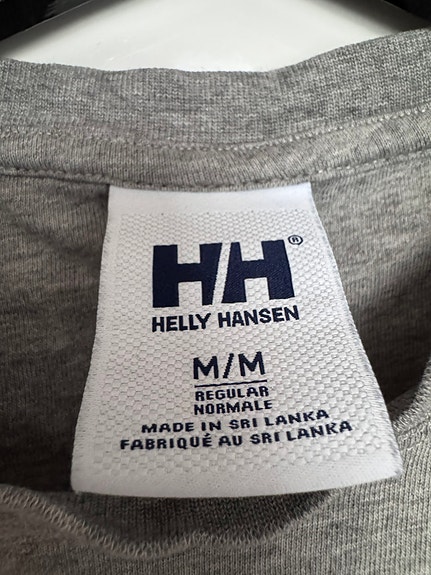 HH®
HELLY HANSEN
M/M
REGULAR
NORMALE
MADE IN SRI LANKA
FABRIQUÉ AU SRI LANKA